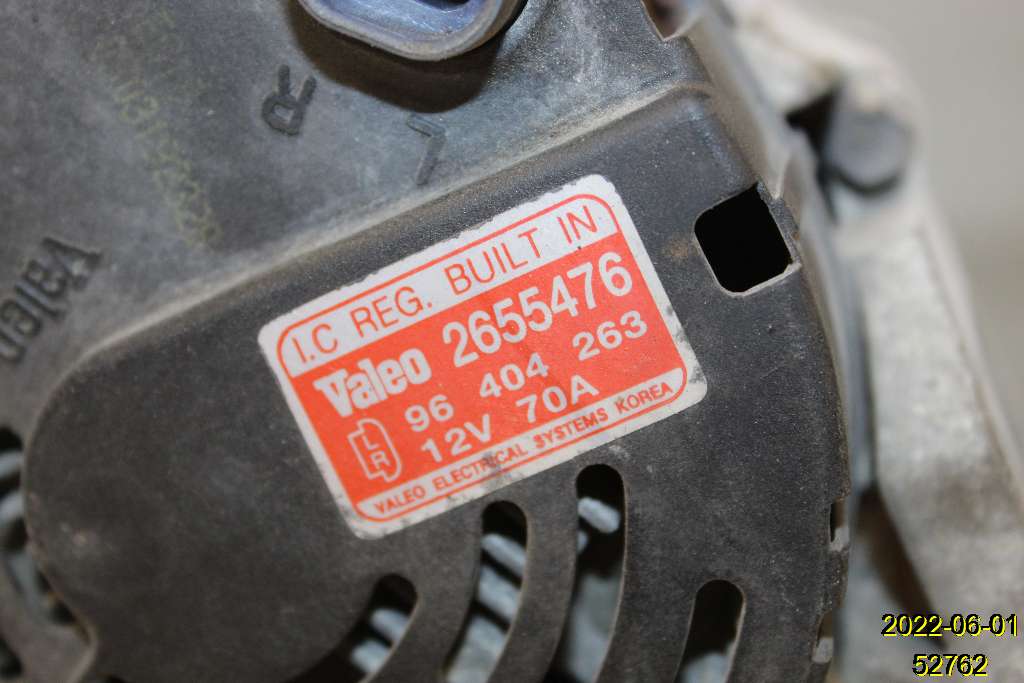 R
L
Valeo
I.C REG. BUILT IN
Valeo 2655476
96 404 263
L
R
12V 70A
VALEO ELECTRICAL SYSTEMS KOREA
2022-06-01
52762